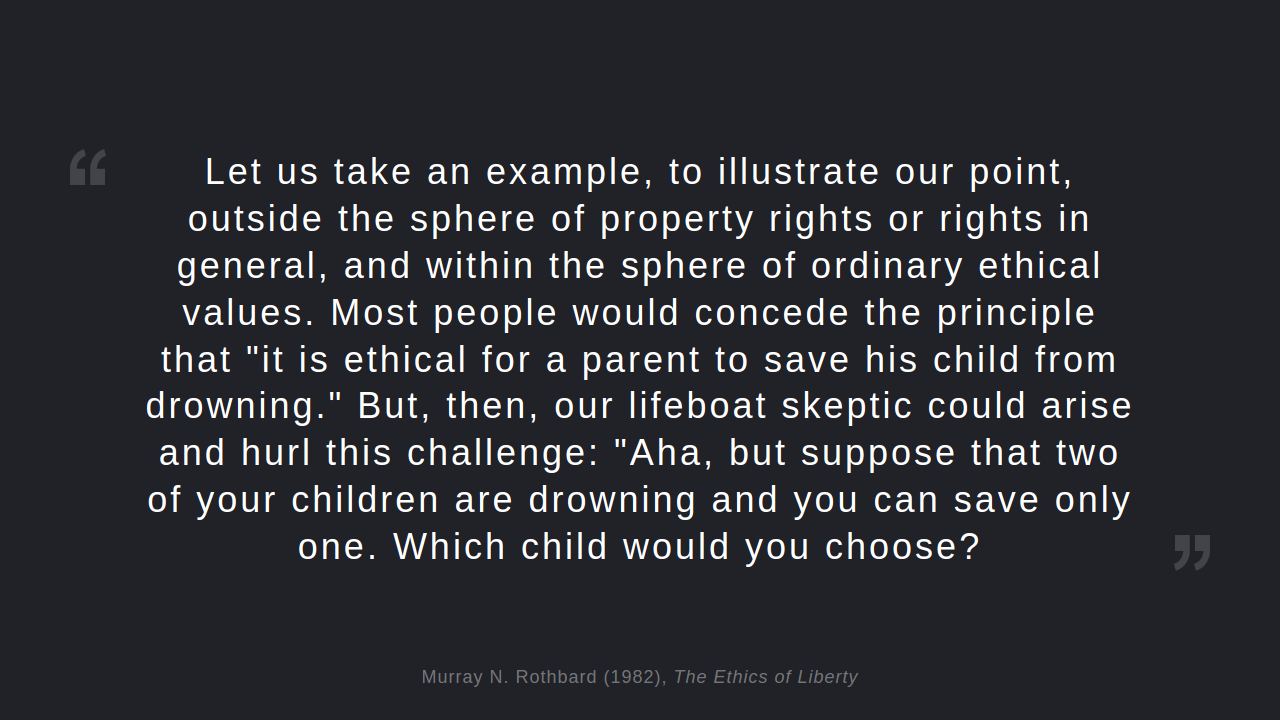 “
Let us take an example, to illustrate our point,
outside the sphere of property rights or rights in
general, and within the sphere of ordinary ethical
values. Most people would concede the principle
that "it is ethical for a parent to save his child from
drowning." But, then, our lifeboat skeptic could arise
and hurl this challenge: "Aha, but suppose that two
of your children are drowning and you can save only
one. Which child would you choose?
”
Murray N. Rothbard (1982), The Ethics of Liberty